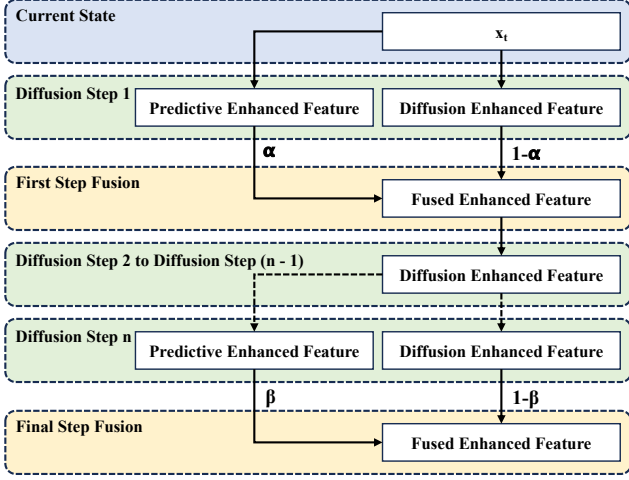 Current State
xₜ
Diffusion Step 1
Predictive Enhanced Feature
Diffusion Enhanced Feature
α
1-α
First Step Fusion
Fused Enhanced Feature
Diffusion Step 2 to Diffusion Step (n - 1)
Diffusion Enhanced Feature
Diffusion Step n
Predictive Enhanced Feature
Diffusion Enhanced Feature
β
1-β
Final Step Fusion
Fused Enhanced Feature